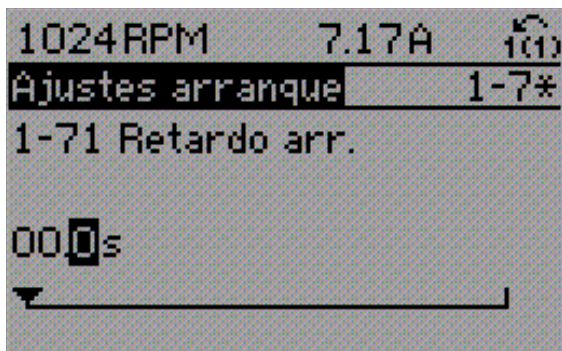 1024RPM 7.17A 1(1)
Ajustes arranque 1-7*
1-71 Retardo arr.
00.0s